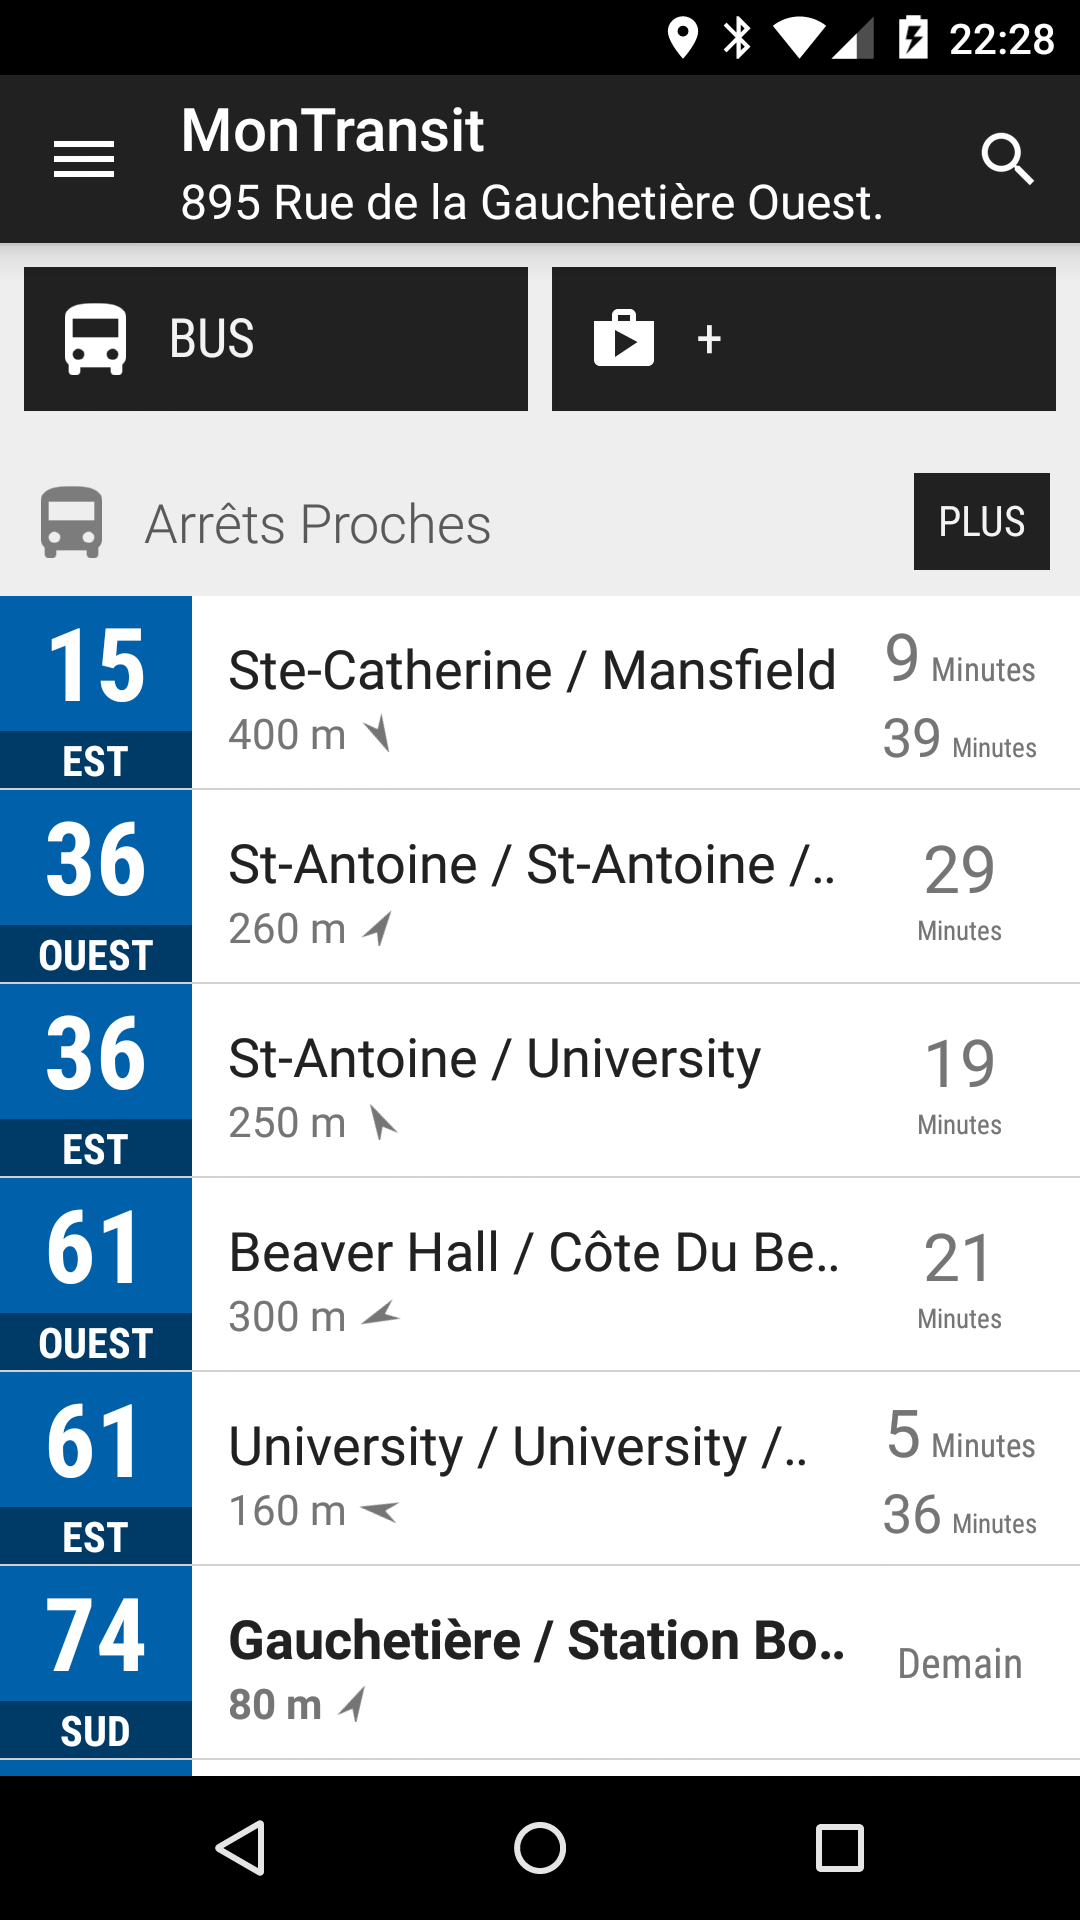 22:28
MonTransit
895 Rue de la Gauchetière Ouest.
BUS
+
Arrêts Proches
PLUS
15
EST
Ste-Catherine / Mansfield
400 m
9 Minutes
39 Minutes
36
OUEST
St-Antoine / St-Antoine /..
260 m
29
Minutes
36
EST
St-Antoine / University
250 m
19
Minutes
61
OUEST
Beaver Hall / Côte Du Be..
300 m
21
Minutes
61
EST
University / University /..
160 m
5 Minutes
36 Minutes
74
SUD
Gauchetière / Station Bo..
80 m
Demain